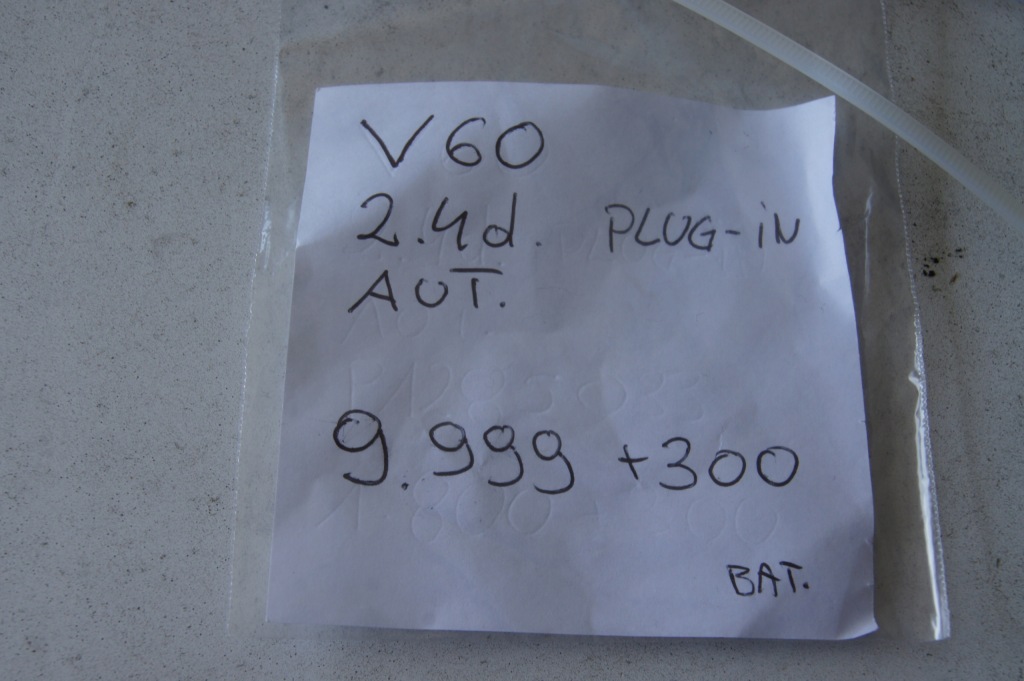 V60
2.4d. PLUG-iN
AUT.
9.999 +300
BAT.